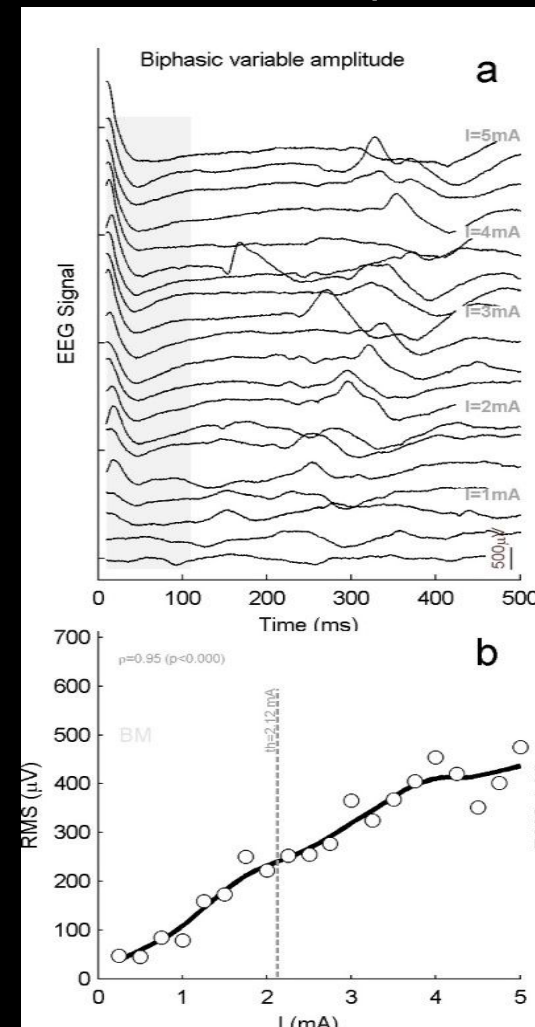 Biphasic variable amplitude
a
I=5mA
I=4mA
I=3mA
I=2mA
I=1mA
500µV
EEG Signal
0 100 200 300 400 500
Time (ms)
b
700
600
500
400
300
200
100
0
ρ=0.95 (p<0.000)
th=2.12 mA
BM
RMS (µV)
0 1 2 3 4 5
I (mA)